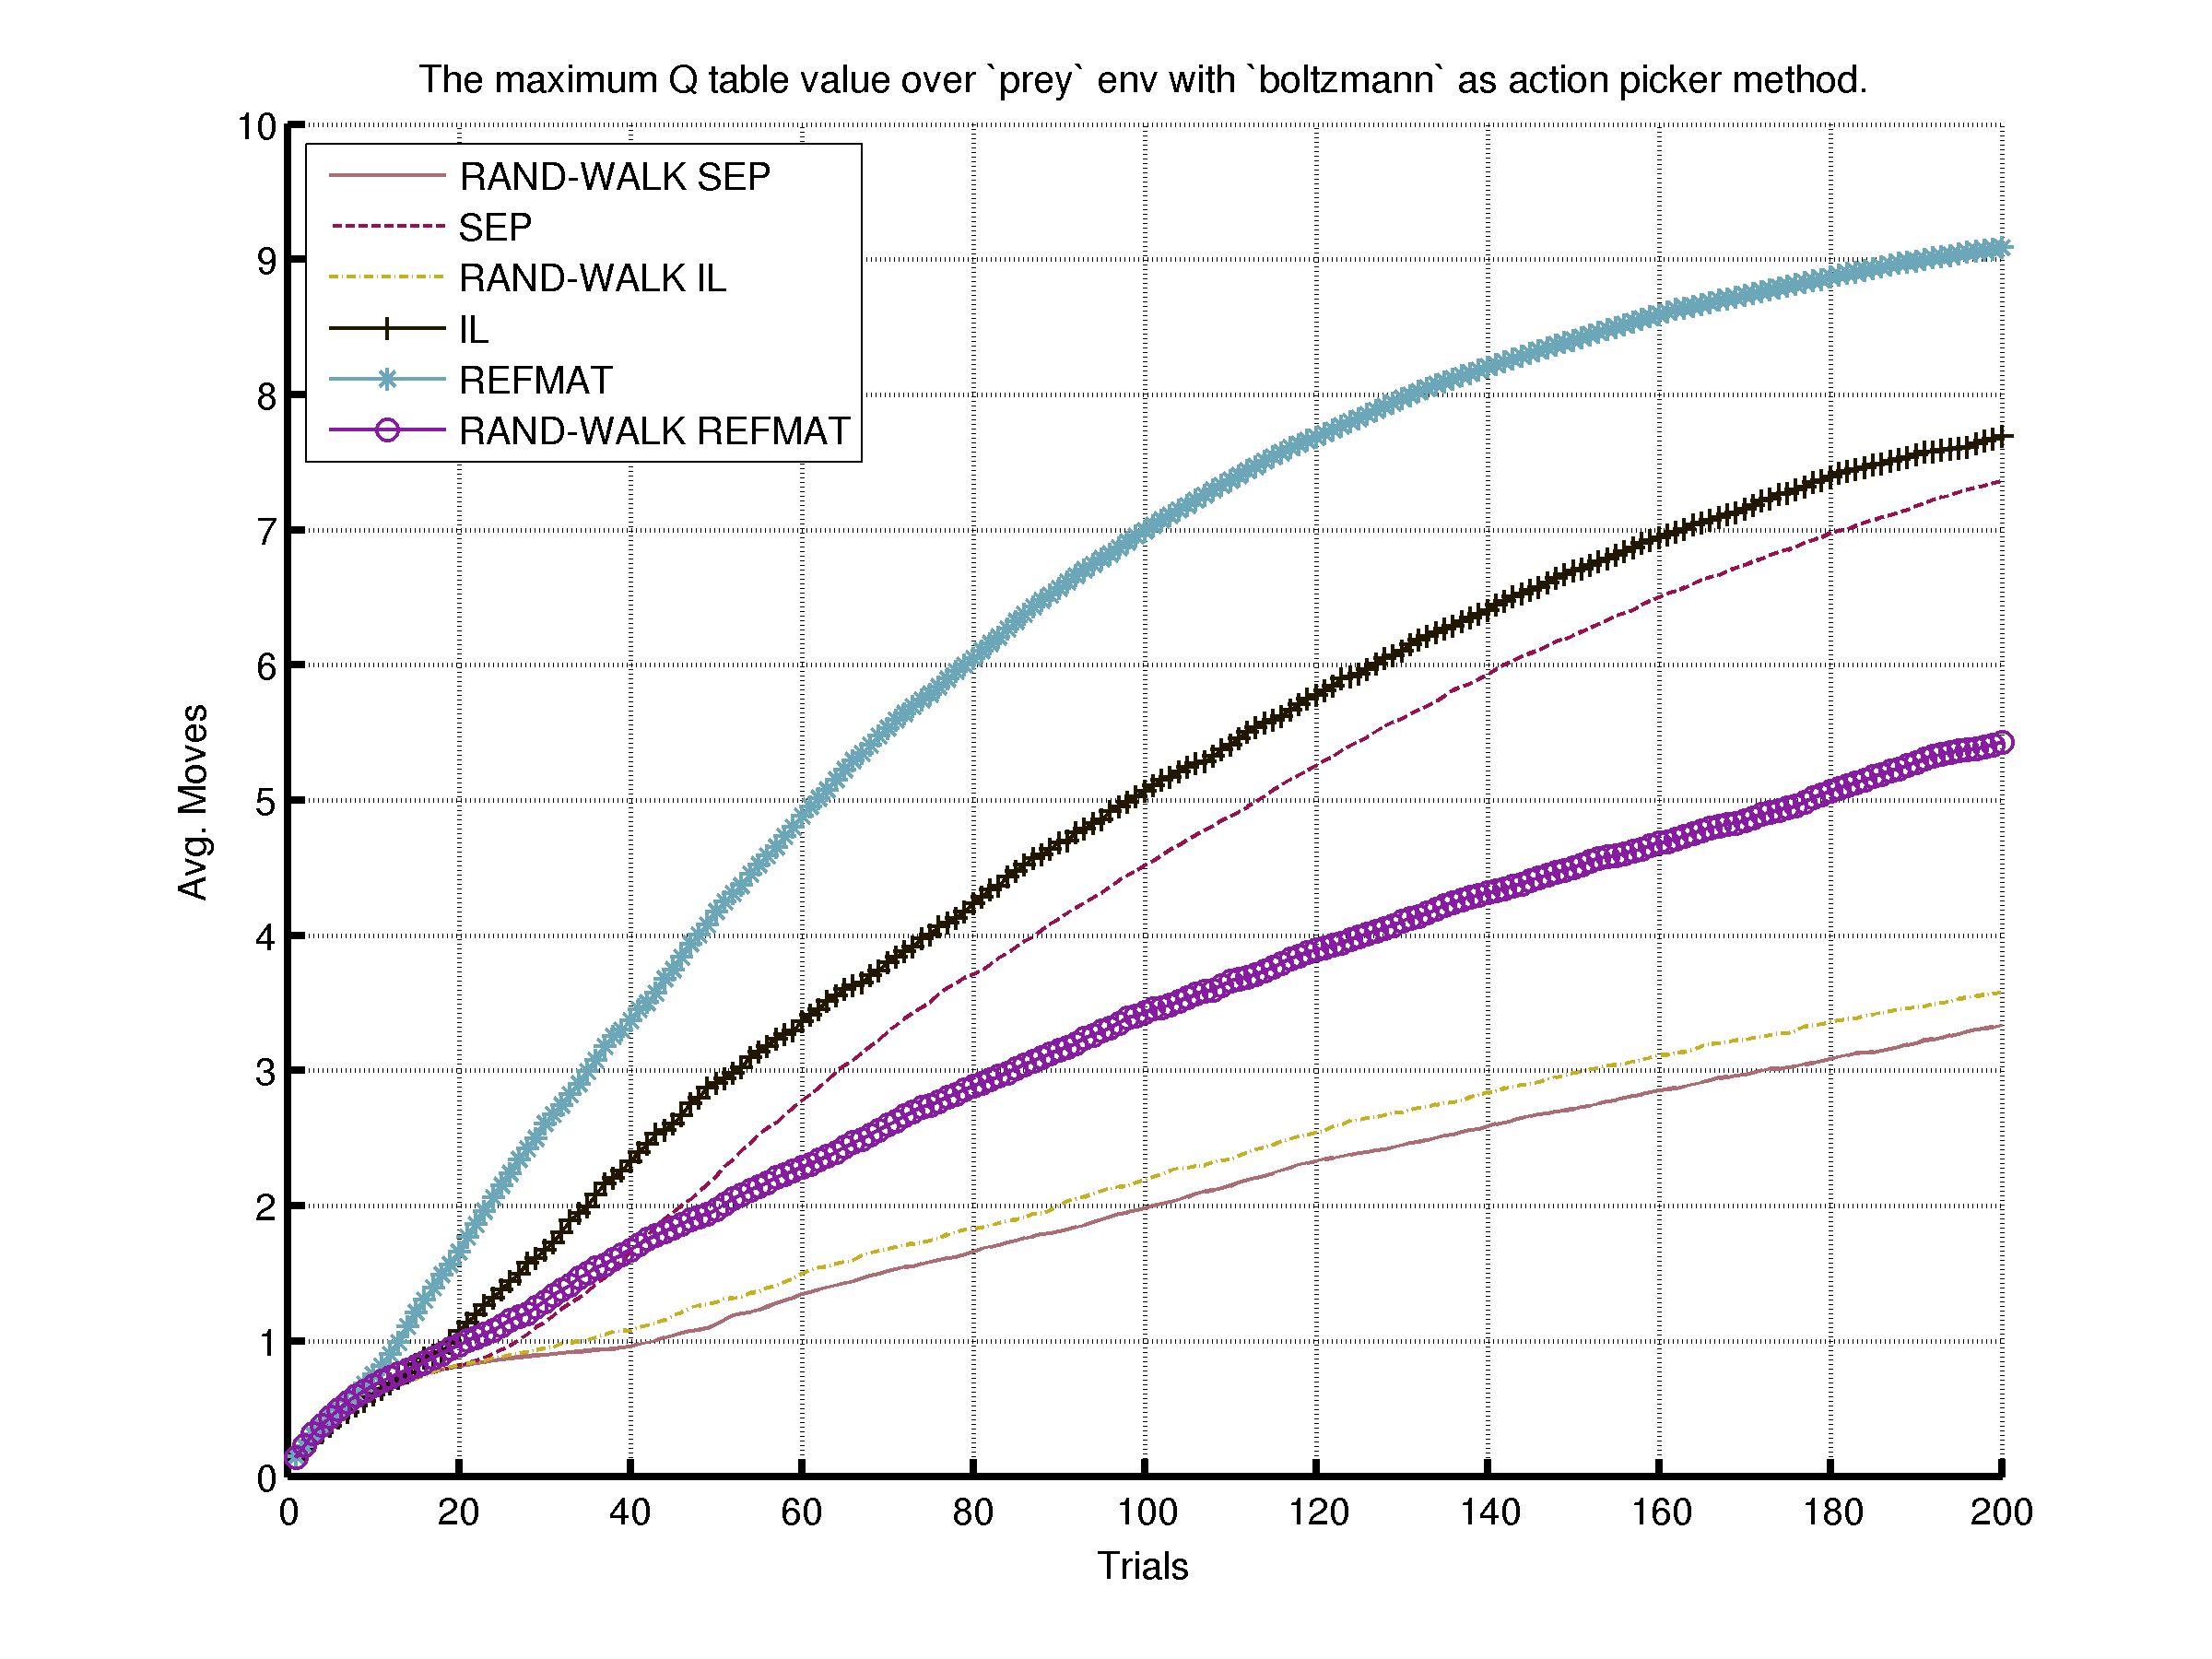 The maximum Q table value over `prey` env with `boltzmann` as action picker method.
10
9
8
7
6
5
4
3
2
1
0
RAND-WALK SEP
SEP
RAND-WALK IL
IL
REFMAT
RAND-WALK REFMAT
Avg. Moves
0 20 40 60 80 100 120 140 160 180 200
Trials